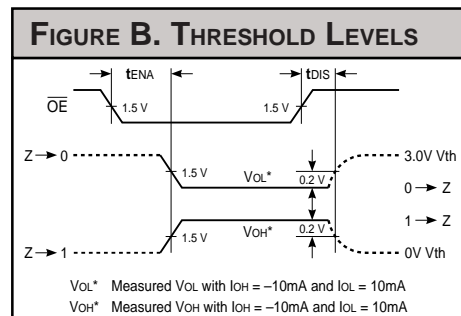 FIGURE B. THRESHOLD LEVELS
tENA tDIS
OE 1.5 V 1.5 V
Z 0 1.5 V VOL* 0.2 V 3.0V Vth
0 Z
1 Z
Z 1 1.5 V VOH* 0.2 V 0V Vth
VOL* Measured VOL with IOH = –10mA and IOL = 10mA
VOH* Measured VOH with IOH = –10mA and IOL = 10mA